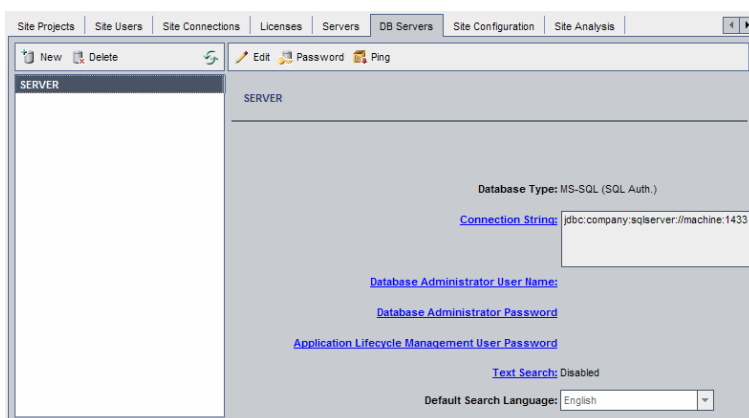 Site Projects Site Users Site Connections Licenses Servers DB Servers Site Configuration Site Analysis
New Delete Edit Password Ping
SERVER
SERVER
Database Type: MS-SQL (SQL Auth.)
Connection String: jdbc:company:sqlserver://machine:1433
Database Administrator User Name:
Database Administrator Password
Application Lifecycle Management User Password
Text Search: Disabled
Default Search Language: English